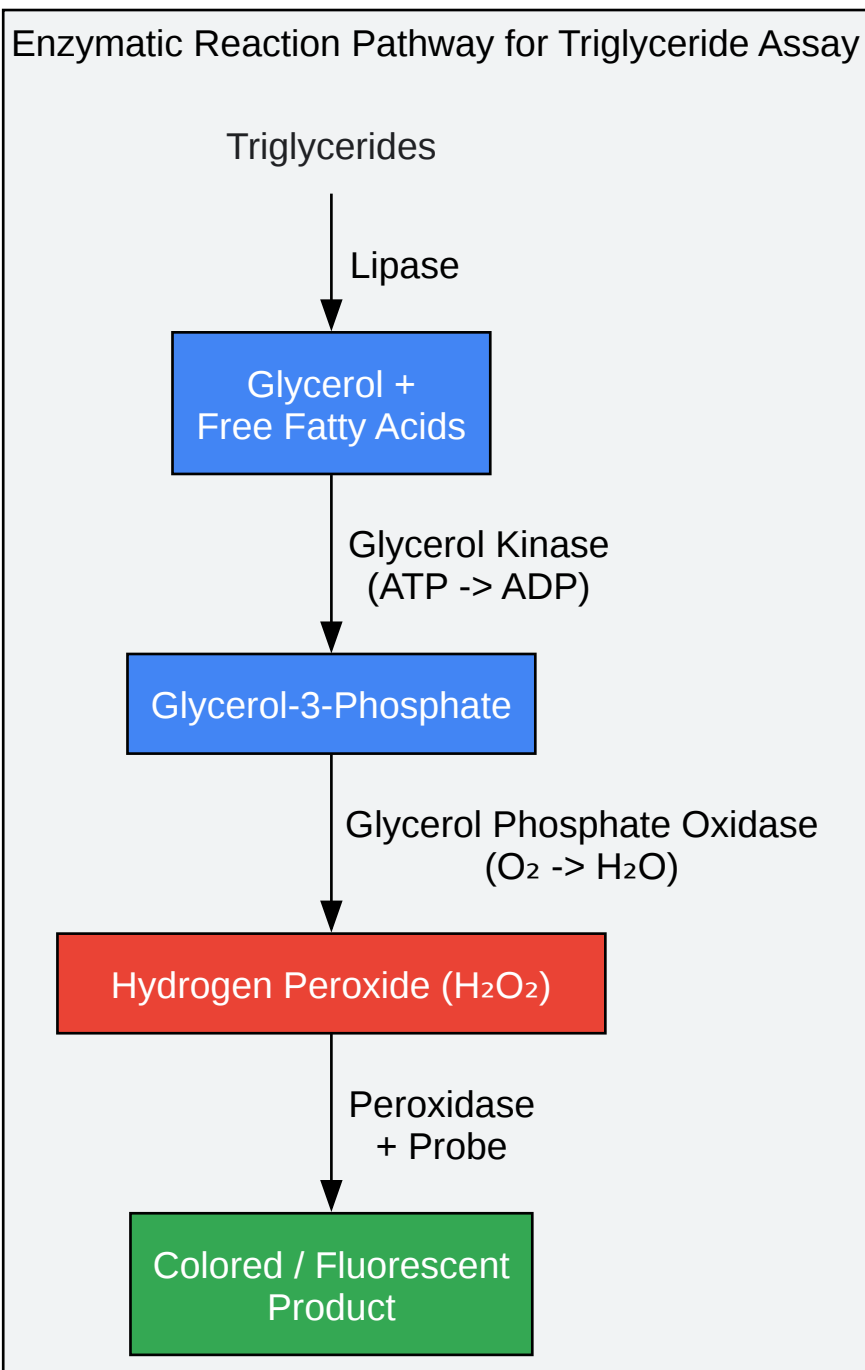 Enzymatic Reaction Pathway for Triglyceride Assay
Triglycerides
Lipase
Glycerol +
Free Fatty Acids
Glycerol Kinase
(ATP -> ADP)
Glycerol-3-Phosphate
Glycerol Phosphate Oxidase
(O₂ -> H₂O)
Hydrogen Peroxide (H₂O₂)
Peroxidase
+ Probe
Colored / Fluorescent
Product